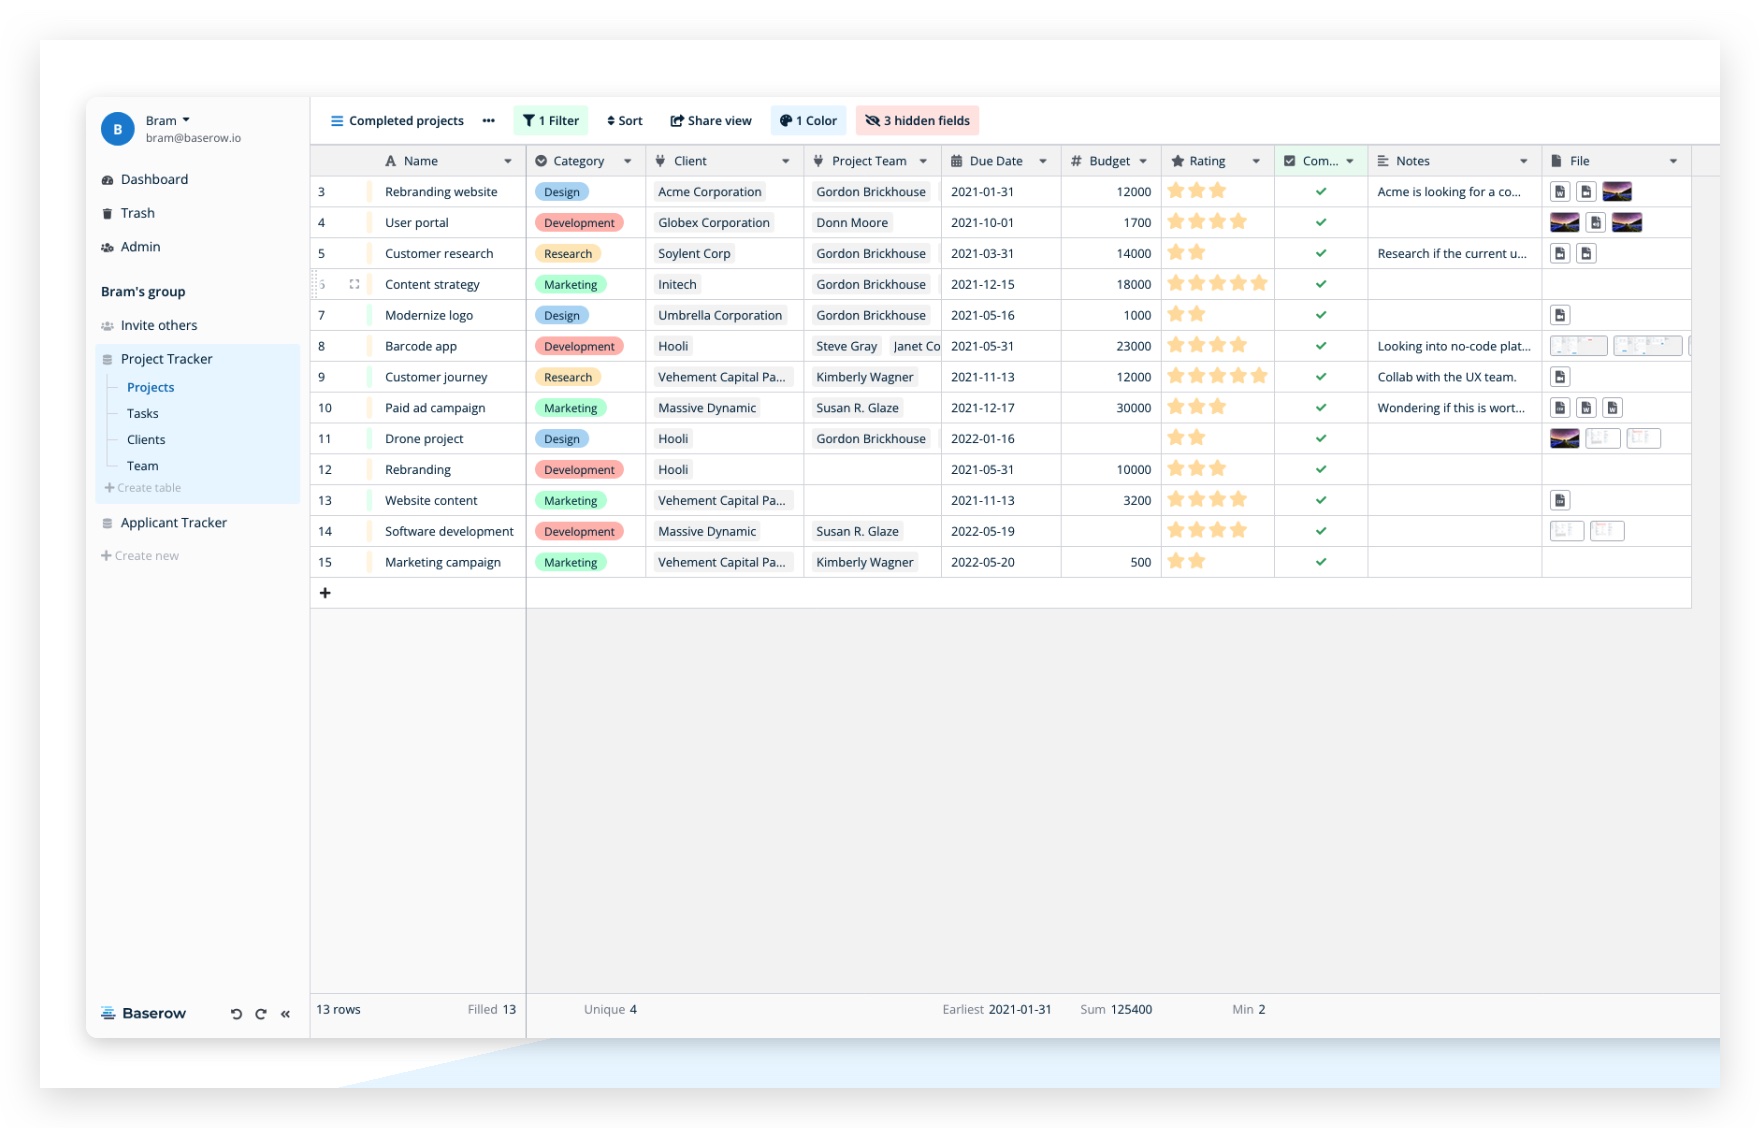 B
Bram
bram@baserow.io
Dashboard
Trash
Admin
Bram's group
Invite others
Project Tracker
Projects
Tasks
Clients
Team
+ Create table
Applicant Tracker
+ Create new
Baserow
Completed projects ••• 1 Filter Sort Share view 1 Color 3 hidden fields
Name Category Client Project Team Due Date # Budget Rating Com... Notes File
3 Rebranding website Design Acme Corporation Gordon Brickhouse 2021-01-31 12000 Acme is looking for a co...
4 User portal Development Globex Corporation Donn Moore 2021-10-01 1700
5 Customer research Research Soylent Corp Gordon Brickhouse 2021-03-31 14000 Research if the current u...
6 Content strategy Marketing Initech Gordon Brickhouse 2021-12-15 18000
7 Modernize logo Design Umbrella Corporation Gordon Brickhouse 2021-05-16 1000
8 Barcode app Development Hooli Steve Gray Janet Co 2021-05-31 23000 Looking into no-code plat...
9 Customer journey Research Vehement Capital Pa... Kimberly Wagner 2021-11-13 12000 Collab with the UX team.
10 Paid ad campaign Marketing Massive Dynamic Susan R. Glaze 2021-12-17 30000 Wondering if this is wort...
11 Drone project Design Hooli Gordon Brickhouse 2022-01-16
12 Rebranding Development Hooli 2021-05-31 10000
13 Website content Marketing Vehement Capital Pa... 2021-11-13 3200
14 Software development Development Massive Dynamic Susan R. Glaze 2022-05-19
15 Marketing campaign Marketing Vehement Capital Pa... Kimberly Wagner 2022-05-20 500
+
13 rows Filled 13 Unique 4 Earliest 2021-01-31 Sum 125400 Min 2